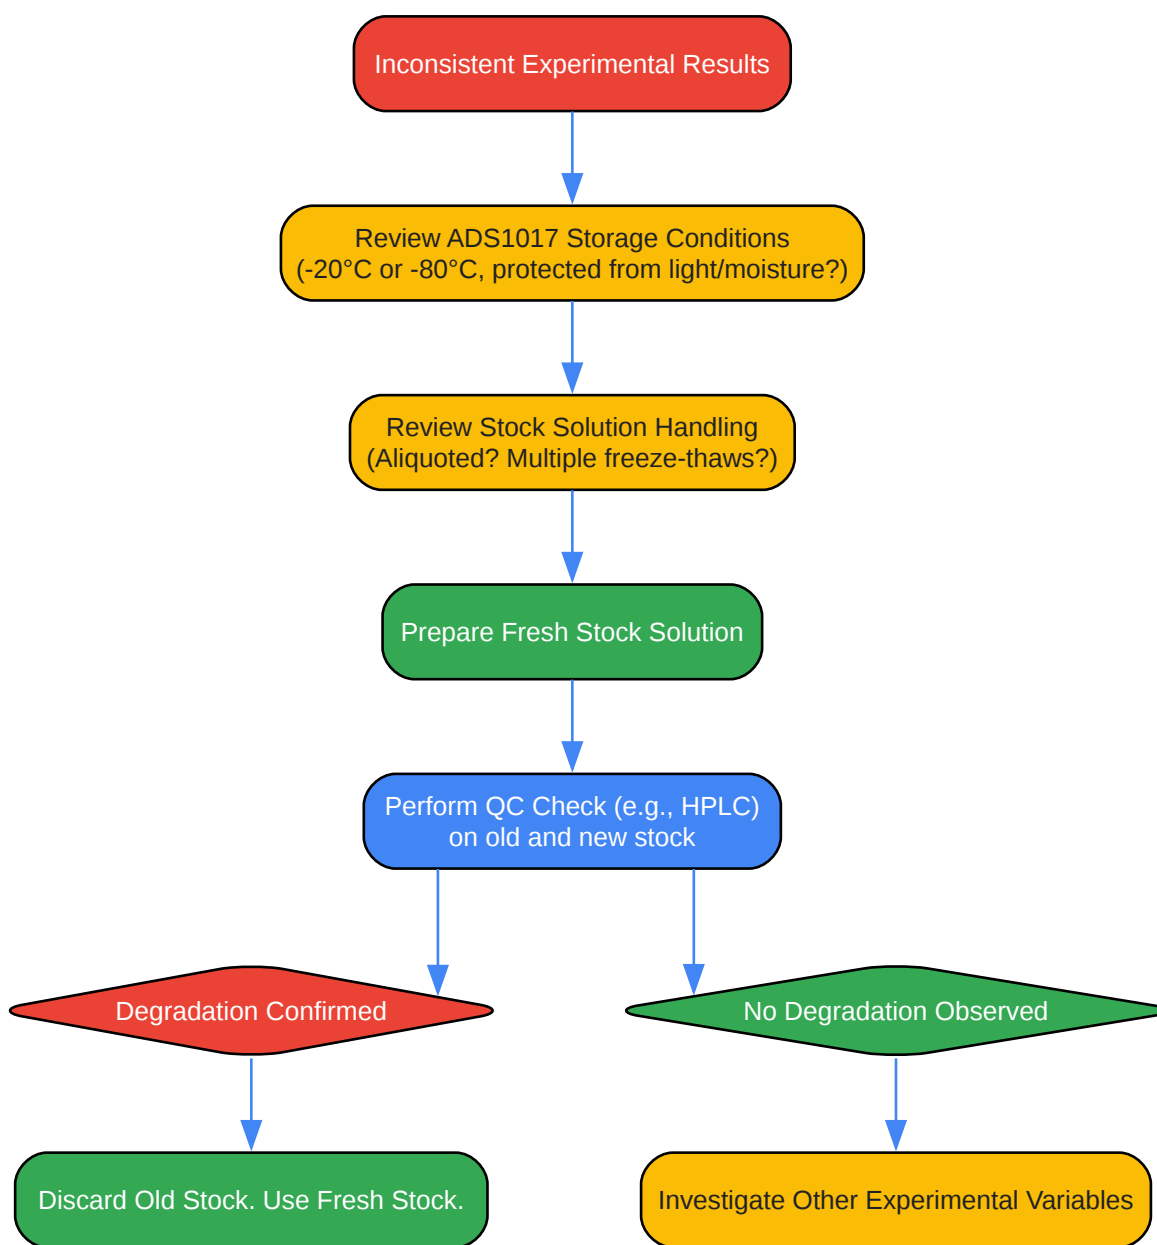 Inconsistent Experimental Results
Review ADS1017 Storage Conditions
(-20°C or -80°C, protected from light/moisture?)
Review Stock Solution Handling
(Aliquoted? Multiple freeze-thaws?)
Prepare Fresh Stock Solution
Perform QC Check (e.g., HPLC)
on old and new stock
Degradation Confirmed
No Degradation Observed
Discard Old Stock. Use Fresh Stock.
Investigate Other Experimental Variables